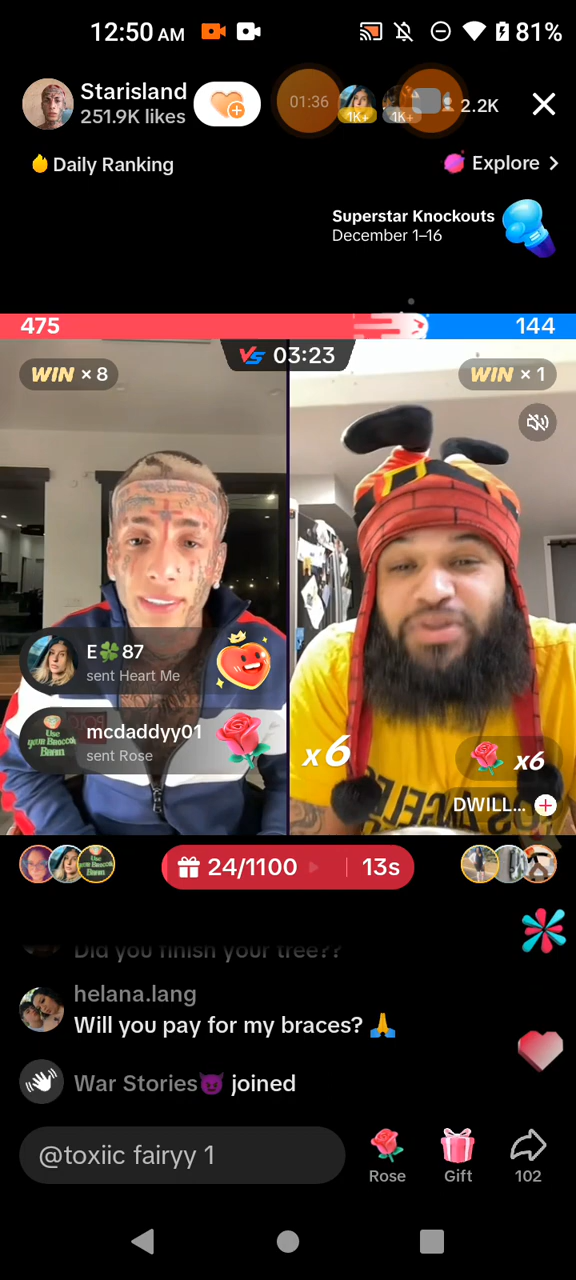 12:50 AM
81%
Starisland
251.9K likes
01:36
1K+
1K+
2.2K
Daily Ranking
Explore >
Superstar Knockouts
December 1–16
475
144
VS 03:23
WIN × 8
WIN × 1
E🍀87
sent Heart Me
mcdaddyy01
sent Rose
x6
x6
DWILL...
24/1100
13s
Did you finish your tree??
helana.lang
Will you pay for my braces? 🙏
War Stories😈 joined
@toxiic fairyy 1
Rose
Gift
102